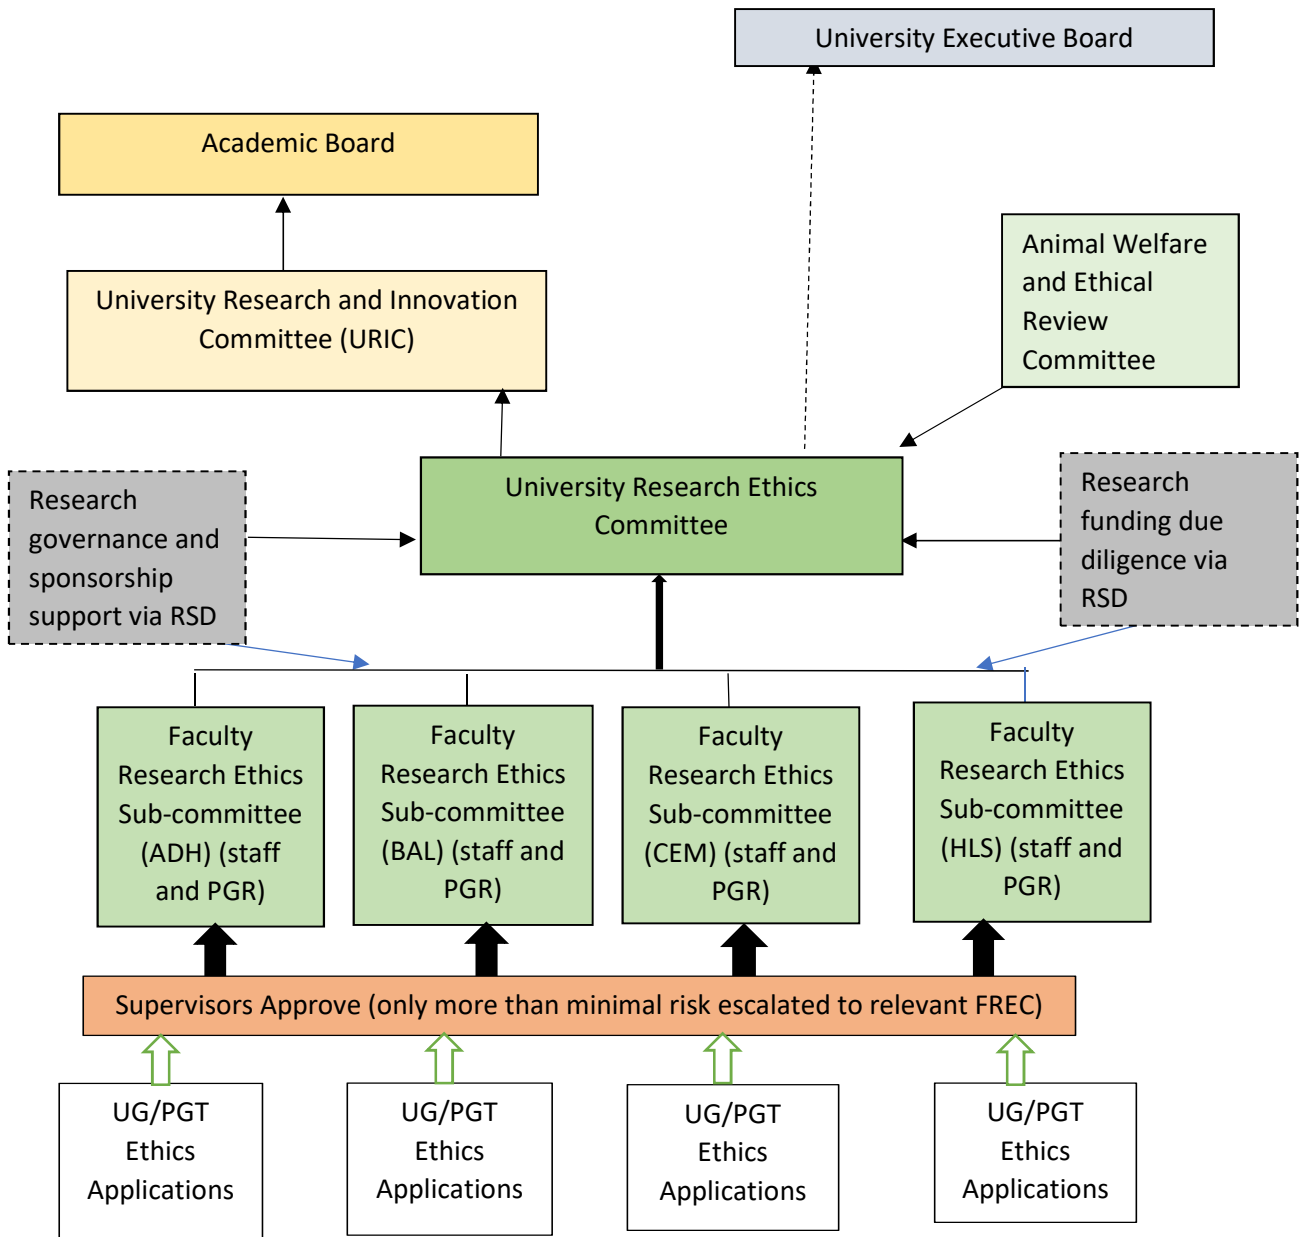 University Executive Board
Academic Board
University Research and Innovation
Committee (URIC)
Animal Welfare
and Ethical
Review
Committee
Research
governance and
sponsorship
support via RSD
University Research Ethics
Committee
Research
funding due
diligence via
RSD
Faculty
Research Ethics
Sub-committee
(ADH) (staff
and PGR)
Faculty
Research Ethics
Sub-committee
(BAL) (staff and
PGR)
Faculty
Research Ethics
Sub-committee
(CEM) (staff and
PGR)
Faculty
Research Ethics
Sub-committee
(HLS) (staff and
PGR)
Supervisors Approve (only more than minimal risk escalated to relevant FREC)
UG/PGT
Ethics
Applications
UG/PGT
Ethics
Applications
UG/PGT
Ethics
Applications
UG/PGT
Ethics
Applications